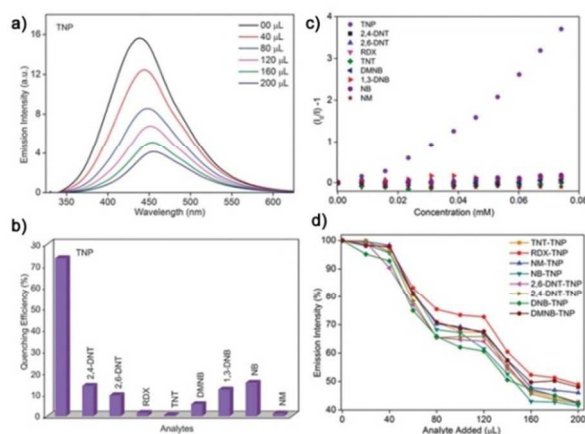 a)
TNP
00 μL
40 μL
80 μL
120 μL
160 μL
200 μL
16
12
8
4
0
350 400 450 500 550 600
Wavelength (nm)
Emission Intensity (a.u.)
b)
TNP
80
70
60
50
40
30
20
10
0
2,4-DNT
2,6-DNT
RDX
TNT
DMNB
1,3-DNB
NB
NM
Analytes
Quenching Efficiency (%)
c)
TNP
2,4-DNT
2,6-DNT
RDX
TNT
DMNB
1,3-DNB
NB
NM
4
2
0
0.00 0.02 0.04 0.06 0.08
Concentration (mM)
(I₀/I) -1
d)
TNT-TNP
RDX-TNP
NM-TNP
NB-TNP
2,6-DNT-TNP
2,4-DNT-TNP
DNB-TNP
DMNB-TNP
100
90
80
70
60
50
40
0 40 80 120 160 200
Analyte Added (μL)
Emission Intensity (%)